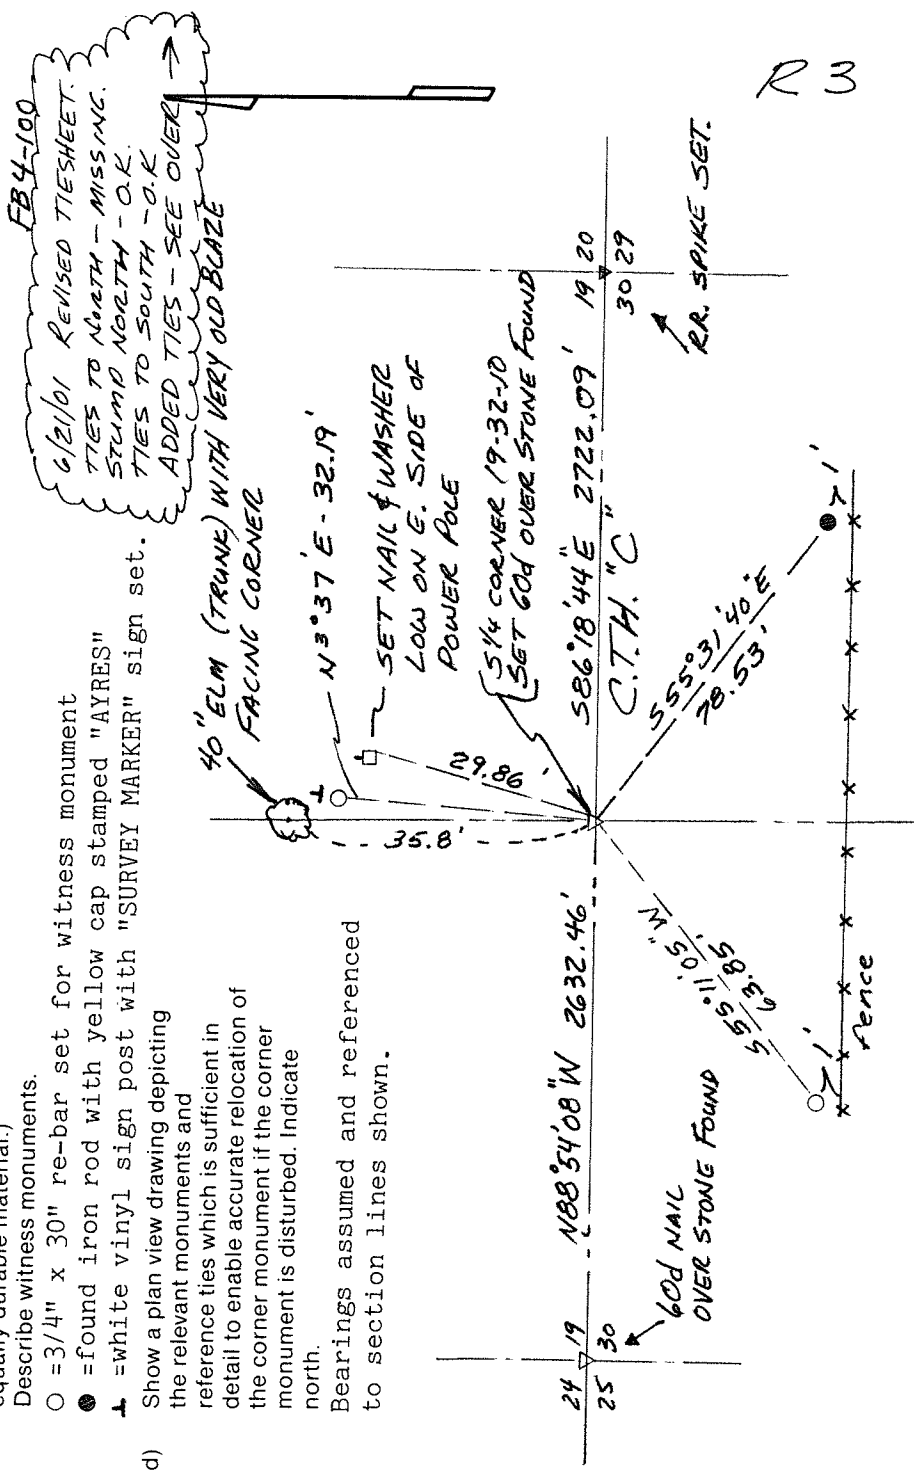 equally durable material.)
Describe witness monuments.
○ =3/4" x 30" re-bar set for witness monument
● =found iron rod with yellow cap stamped "AYRES"
=white vinyl sign post with "SURVEY MARKER" sign set.
d) Show a plan view drawing depicting
the relevant monuments and
reference ties which is sufficient in
detail to enable accurate relocation of
the corner monument if the corner
monument is disturbed. Indicate
north.
Bearings assumed and referenced
to section lines shown.
FB4-100
6/21/01 REVISED TIESHEET.
TIES TO NORTH - MISSING.
STUMP NORTH - O.K.
TIES TO SOUTH - O.K
ADDED TIES - SEE OVER →
40" ELM (TRUNK) WITH VERY OLD BLAZE
FACING CORNER
N3°37'E - 32.19'
SET NAIL & WASHER
LOW ON E. SIDE OF
POWER POLE
S1/4 CORNER 19-32-10
SET 60d OVER STONE FOUND
35.8'
29.86'
24 19
25 30
N88°54'08"W 2632.46'
S86°18'44"E 2722.09'
C.T.H. "C"
19 20
30 29
RR. SPIKE SET.
60d NAIL
OVER STONE FOUND
S55°11'05"W
63.85'
S55°31'40"E
78.53'
1'
1'
fence
R3